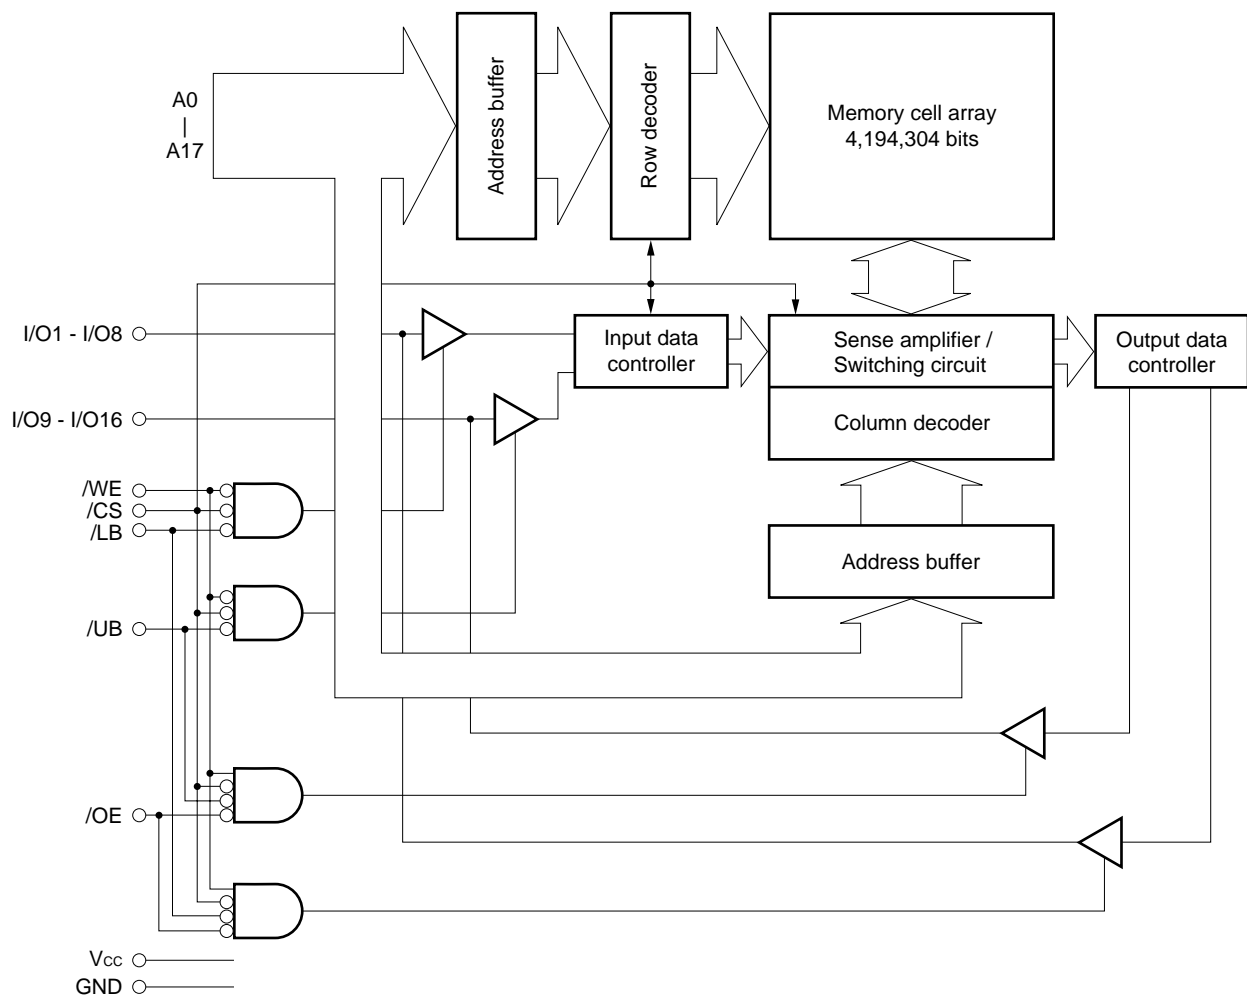 A0
|
A17
Address buffer
Row decoder
Memory cell array
4,194,304 bits
I/O1 - I/O8
Input data
controller
Sense amplifier /
Switching circuit
Output data
controller
I/O9 - I/O16
Column decoder
/WE
/CS
/LB
Address buffer
/UB
/OE
Vcc
GND